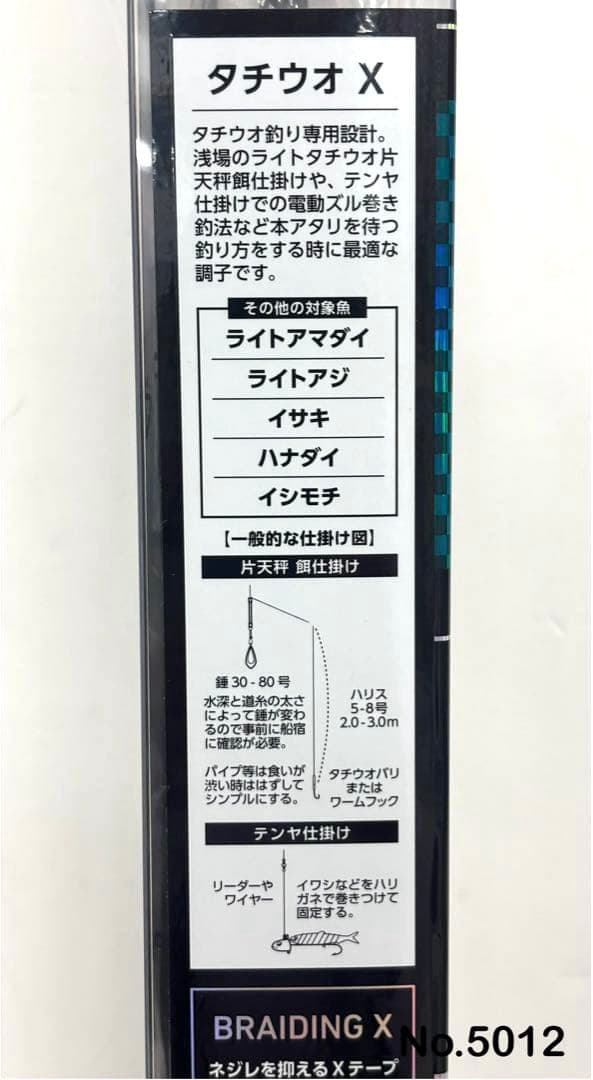 タチウオ X
タチウオ釣り専用設計。
浅場のライトタチウオ片
天秤餌仕掛けや、テンヤ
仕掛けでの電動ズル巻き
釣法など本アタリを待つ
釣り方をする時に最適な
調子です。
その他の対象魚
ライトアマダイ
ライトアジ
イサキ
ハナダイ
イシモチ
【一般的な仕掛け図】
片天秤 餌仕掛け
錘30-80号
水深と道糸の太さ
によって錘が変わ
るので事前に船宿
に確認が必要。
パイプ等は食いが
渋い時ははずして
シンプルにする。
ハリス
5-8号
2.0-3.0m
タチウオバリ
または
ワームフック
テンヤ仕掛け
リーダーや
ワイヤー
イワシなどをハリ
ガネで巻きつけて
固定する。
BRAIDING X
ネジレを抑えるXテープ
No.5012